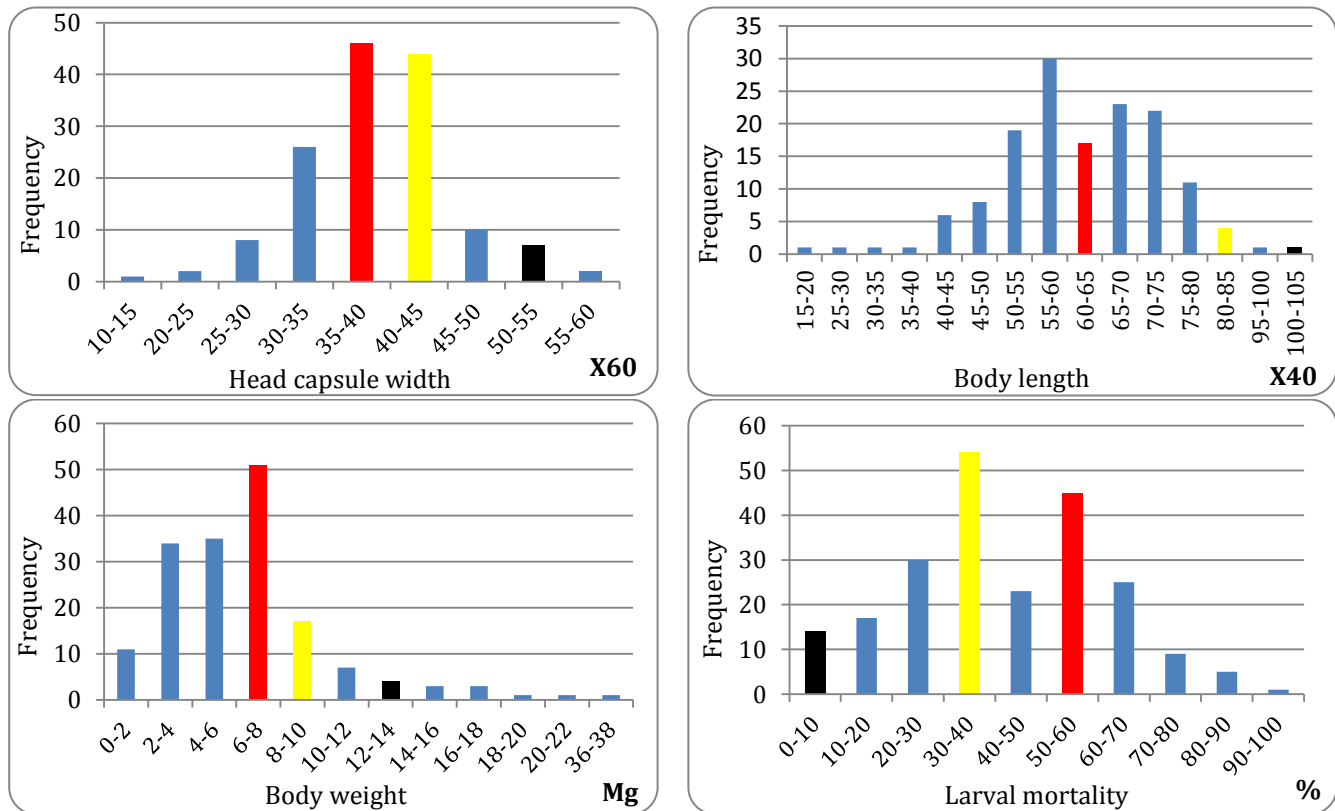 50
40
30
20
10
0
Frequency
10-15 20-25 25-30 30-35 35-40 40-45 45-50 50-55 55-60
Head capsule width
X60
35
30
25
20
15
10
5
0
Frequency
15-20 25-30 30-35 35-40 40-45 45-50 50-55 55-60 60-65 65-70 70-75 75-80 80-85 95-100 100-105
Body length
X40
60
50
40
30
20
10
0
Frequency
0-2 2-4 4-6 6-8 8-10 10-12 12-14 14-16 16-18 18-20 20-22 36-38
Body weight
Mg
60
50
40
30
20
10
0
Frequency
0-10 10-20 20-30 30-40 40-50 50-60 60-70 70-80 80-90 90-100
Larval mortality
%